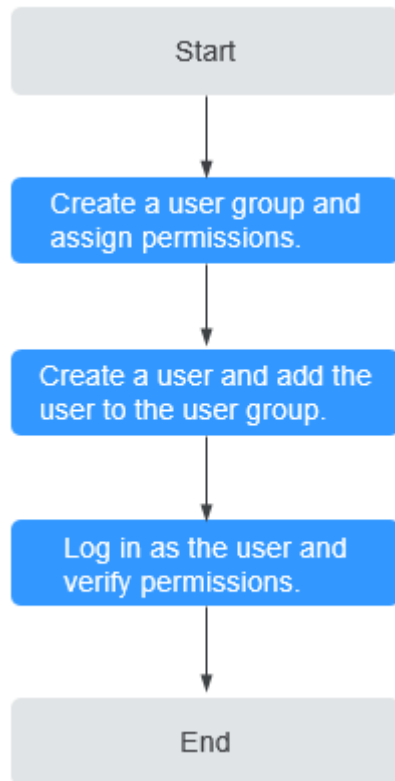 Start
Create a user group and
assign permissions.
Create a user and add the
user to the user group.
Log in as the user and
verify permissions.
End